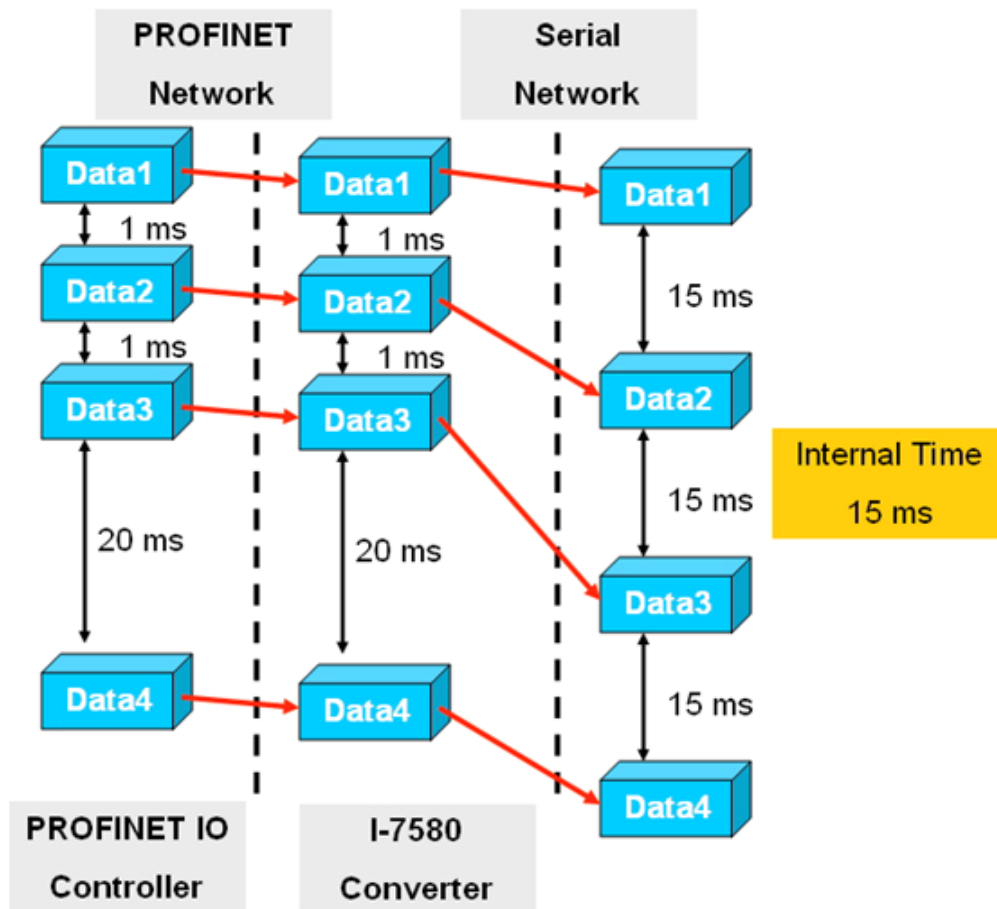 PROFINET
Network
Serial
Network
Data1
Data1
Data1
1 ms
1 ms
Data2
Data2
15 ms
1 ms
1 ms
Data3
Data3
Data2
Internal Time
15 ms
15 ms
20 ms
20 ms
Data3
Data4
Data4
15 ms
Data4
PROFINET IO
Controller
I-7580
Converter